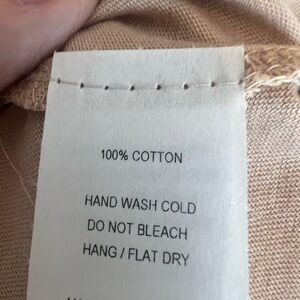 100% COTTON
HAND WASH COLD
DO NOT BLEACH
HANG / FLAT DRY